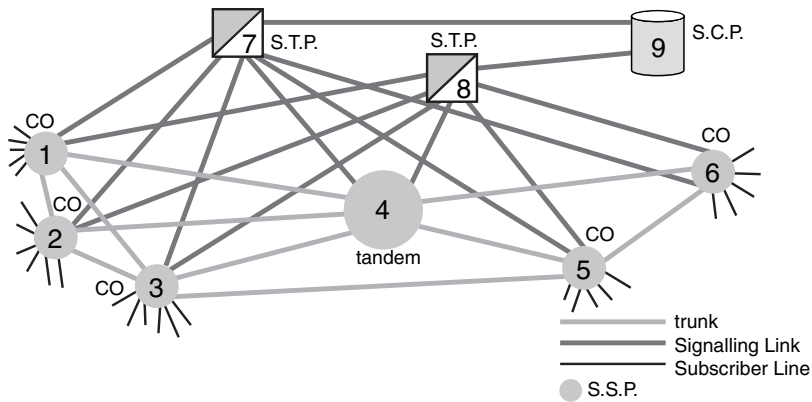 7
S.T.P.
S.T.P.
8
9
S.C.P.
CO
1
CO
2
CO
3
4
tandem
CO
5
CO
6
trunk
Signalling Link
Subscriber Line
S.S.P.